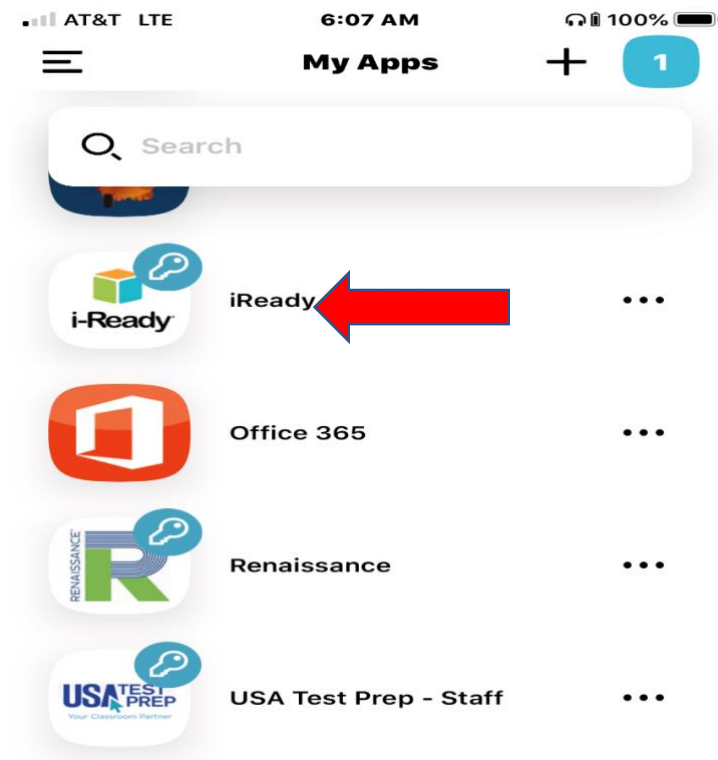 AT&T LTE 6:07 AM 100%
My Apps 1
Search
i-Ready
iReady
Office 365
RENAISSANCE
R
Renaissance
USA TEST PREP
Your Classroom Partner
USA Test Prep - Staff